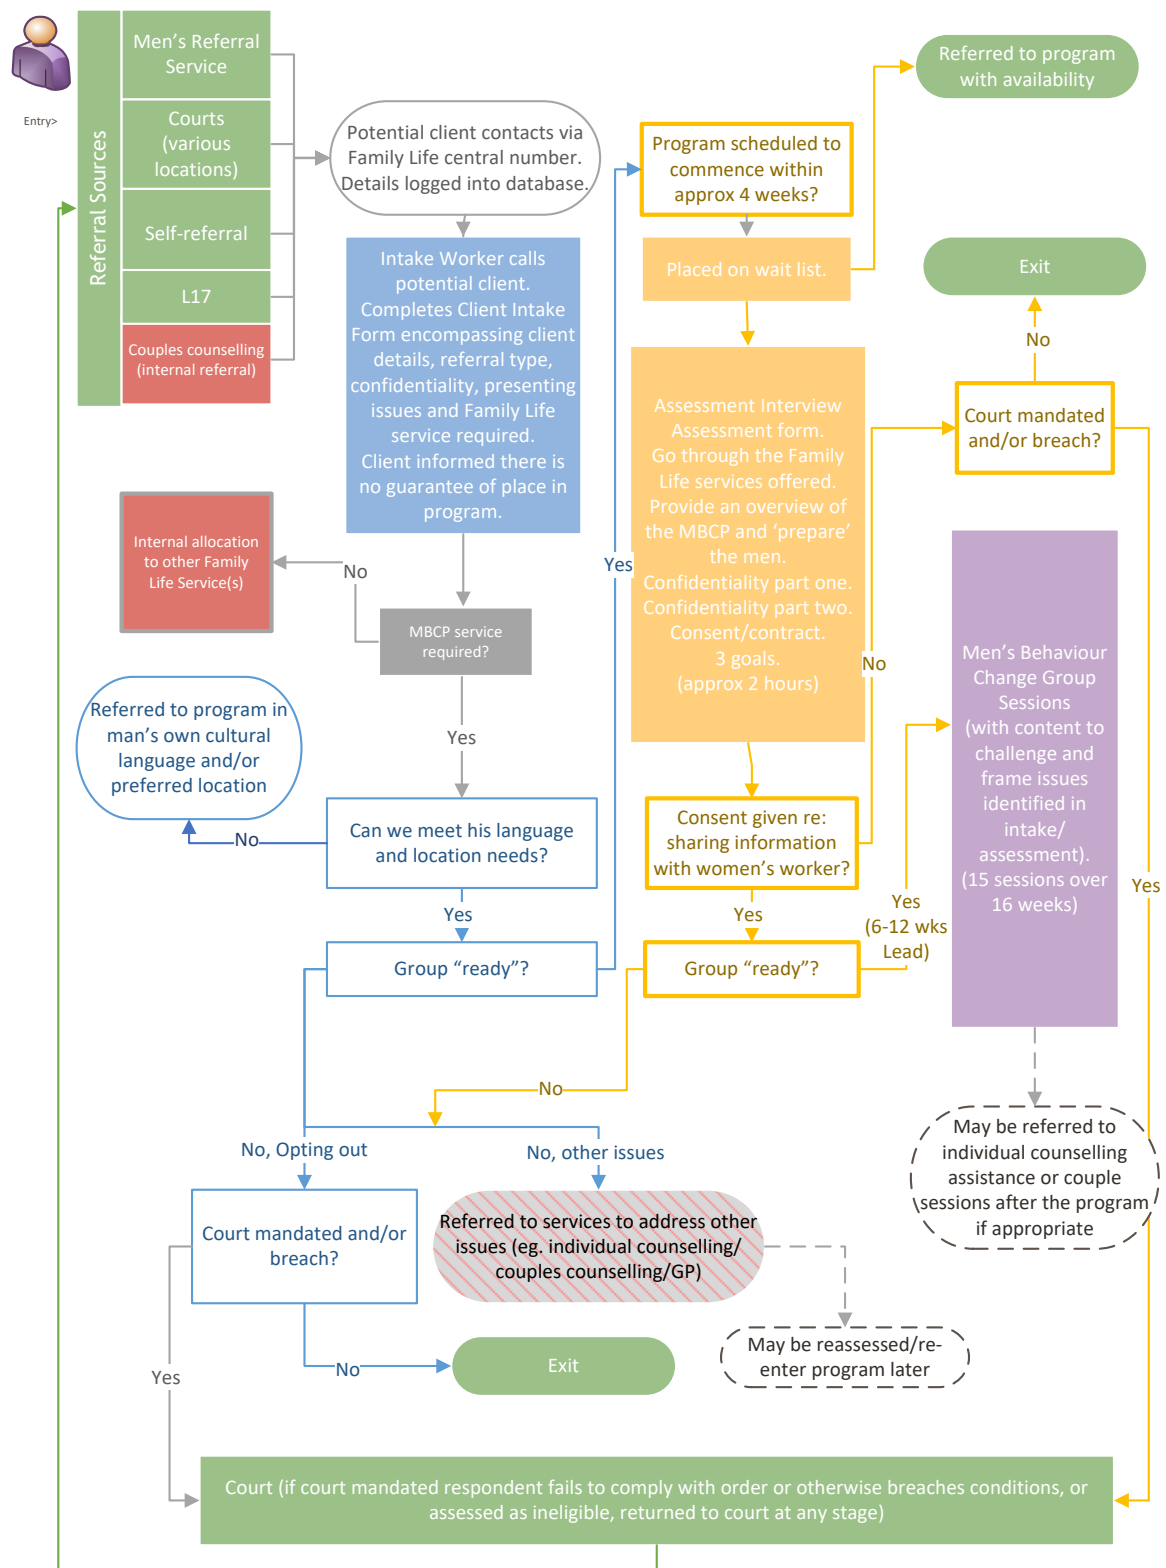 Entry>
Referral Sources
Men's Referral
Service
Courts
(various
locations)
Self-referral
L17
Couples counselling
(internal referral)
Potential client contacts via
Family Life central number.
Details logged into database.
Intake Worker calls
potential client.
Completes Client Intake
Form encompassing client
details, referral type,
confidentiality, presenting
issues and Family Life
service required.
Client informed there is
no guarantee of place in
program.
Internal allocation
to other Family
Life Service(s)
No
MBCP service
required?
Yes
Referred to program in
man's own cultural
language and/or
preferred location
No
Can we meet his language
and location needs?
Yes
Group “ready”?
Yes
Program scheduled to
commence within
approx 4 weeks?
Referred to program
with availability
Placed on wait list.
Assessment Interview
Assessment form.
Go through the Family
Life services offered.
Provide an overview of
the MBCP and ‘prepare’
the men.
Confidentiality part one.
Confidentiality part two.
Consent/contract.
3 goals.
(approx 2 hours)
Consent given re:
sharing information
with women's worker?
No
Yes
Group “ready”?
Exit
No
Court mandated
and/or breach?
Yes
Yes
(6-12 wks
Lead)
Men's Behaviour
Change Group
Sessions
(with content to
challenge and
frame issues
identified in
intake/
assessment).
(15 sessions over
16 weeks)
May be referred to
individual counselling
assistance or couple
sessions after the program
if appropriate
No
No, Opting out
No, other issues
Court mandated and/or
breach?
Referred to services to address other
issues (eg. individual counselling/
couples counselling/GP)
May be reassessed/re-
enter program later
Yes
No
Exit
Court (if court mandated respondent fails to comply with order or otherwise breaches conditions, or
assessed as ineligible, returned to court at any stage)